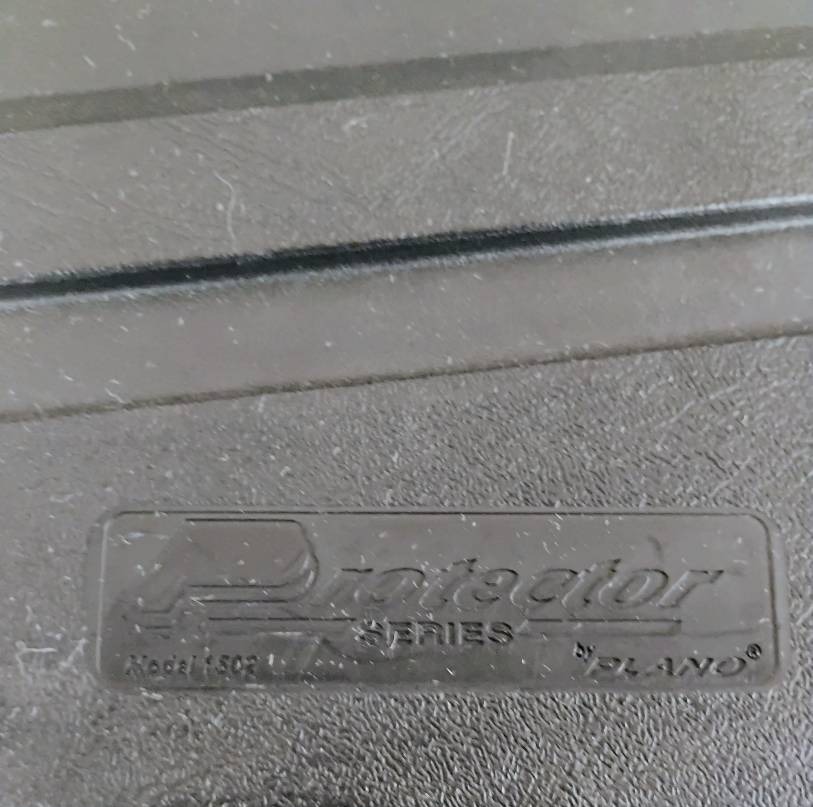 Protector
SERIES
Model 1502
by PLANO®